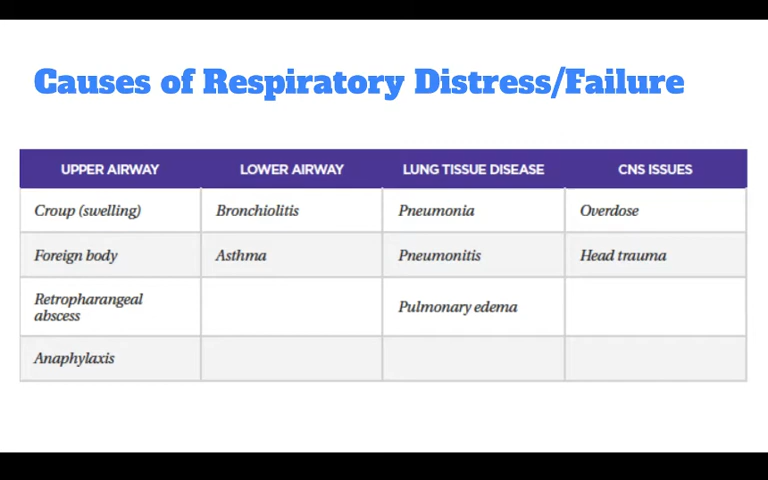 Causes of Respiratory Distress/Failure
UPPER AIRWAY LOWER AIRWAY LUNG TISSUE DISEASE CNS ISSUES
Croup (swelling) Bronchiolitis Pneumonia Overdose
Foreign body Asthma Pneumonitis Head trauma
Retropharangeal
abscess Pulmonary edema
Anaphylaxis